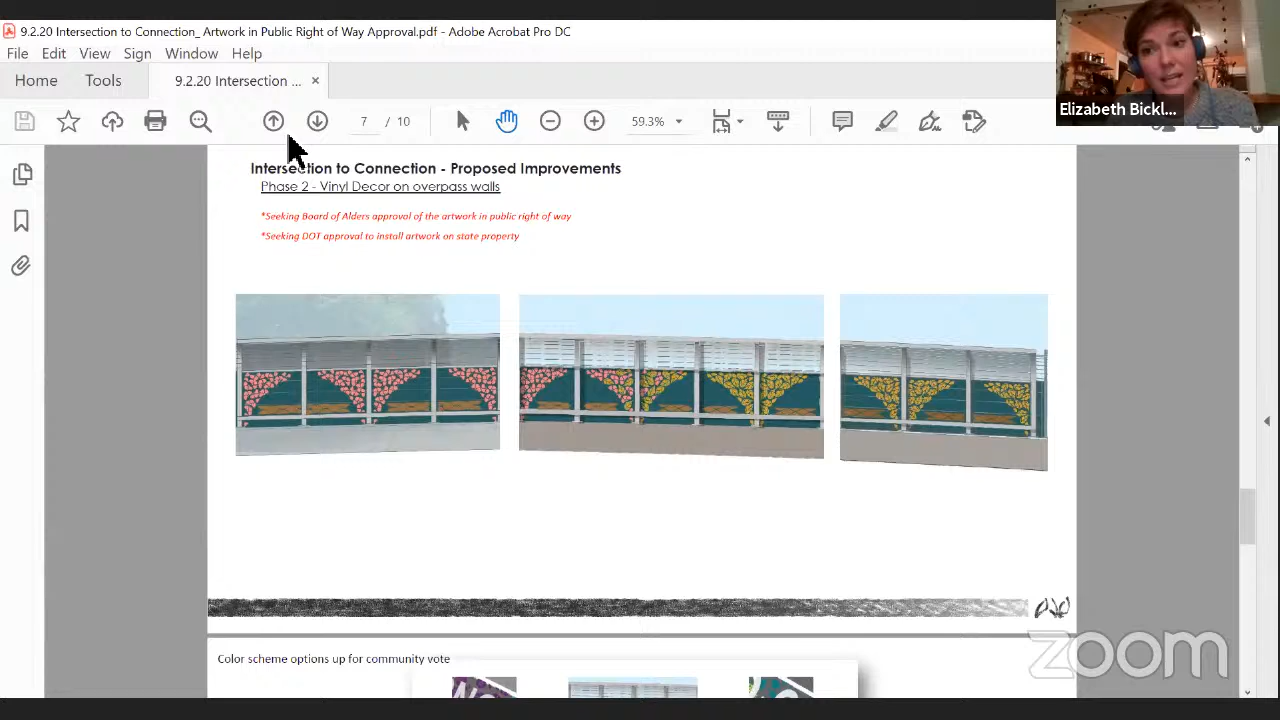 9.2.20 Intersection to Connection_ Artwork in Public Right of Way Approval.pdf - Adobe Acrobat Pro DC
File Edit View Sign Window Help
Home Tools 9.2.20 Intersection ... ×
7 / 10 59.3%
Elizabeth Bickl...
Intersection to Connection - Proposed Improvements
Phase 2 - Vinyl Decor on overpass walls
*Seeking Board of Alders approval of the artwork in public right of way
*Seeking DOT approval to install artwork on state property
zoom
Color scheme options up for community vote